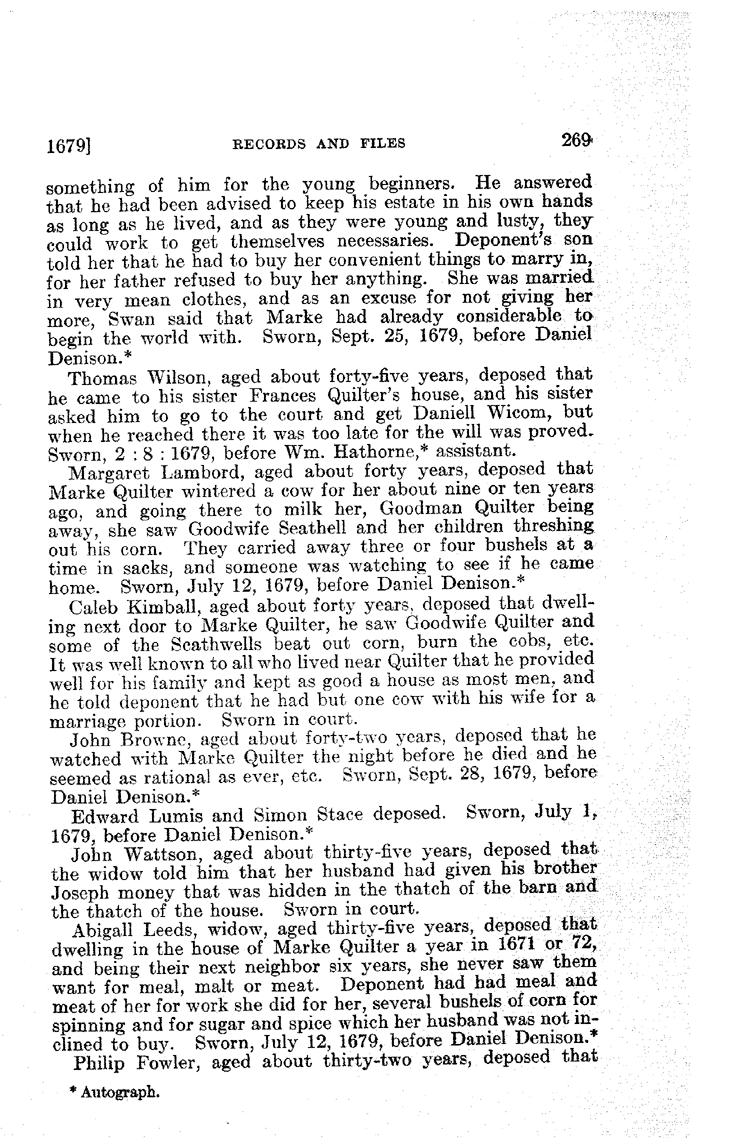 1679] RECORDS AND FILES 269
something of him for the young beginners. He answered
that he had been advised to keep his estate in his own hands
as long as he lived, and as they were young and lusty, they
could work to get themselves necessaries. Deponent's son
told her that he had to buy her convenient things to marry in,
for her father refused to buy her anything. She was married
in very mean clothes, and as an excuse for not giving her
more, Swan said that Marke had already considerable to
begin the world with. Sworn, Sept. 25, 1679, before Daniel
Denison.*
Thomas Wilson, aged about forty-five years, deposed that
he came to his sister Frances Quilter's house, and his sister
asked him to go to the court and get Daniell Wicom, but
when he reached there it was too late for the will was proved.
Sworn, 2 : 8 : 1679, before Wm. Hathorne,* assistant.
Margaret Lambord, aged about forty years, deposed that
Marke Quilter wintered a cow for her about nine or ten years
ago, and going there to milk her, Goodman Quilter being
away, she saw Goodwife Seathell and her children threshing
out his corn. They carried away three or four bushels at a
time in sacks, and someone was watching to see if he came
home. Sworn, July 12, 1679, before Daniel Denison.*
Caleb Kimball, aged about forty years, deposed that dwell-
ing next door to Marke Quilter, he saw Goodwife Quilter and
some of the Scathwells beat out corn, burn the cobs, etc.
It was well known to all who lived near Quilter that he provided
well for his family and kept as good a house as most men, and
he told deponent that he had but one cow with his wife for a
marriage portion. Sworn in court.
John Browne, aged about forty-two years, deposed that he
watched with Marke Quilter the night before he died and he
seemed as rational as ever, etc. Sworn, Sept. 28, 1679, before
Daniel Denison.*
Edward Lumis and Simon Stace deposed. Sworn, July 1,
1679, before Daniel Denison.*
John Wattson, aged about thirty-five years, deposed that
the widow told him that her husband had given his brother
Joseph money that was hidden in the thatch of the barn and
the thatch of the house. Sworn in court.
Abigall Leeds, widow, aged thirty-five years, deposed that
dwelling in the house of Marke Quilter a year in 1671 or 72,
and being their next neighbor six years, she never saw them
want for meal, malt or meat. Deponent had had meal and
meat of her for work she did for her, several bushels of corn for
spinning and for sugar and spice which her husband was not in-
clined to buy. Sworn, July 12, 1679, before Daniel Denison.*
Philip Fowler, aged about thirty-two years, deposed that
* Autograph.